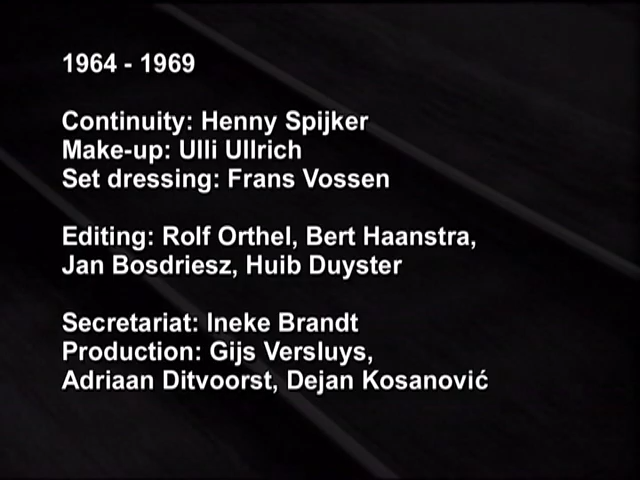 1964 - 1969
Continuity: Henny Spijker
Make-up: Ulli Ullrich
Set dressing: Frans Vossen
Editing: Rolf Orthel, Bert Haanstra,
Jan Bosdriesz, Huib Duyster
Secretariat: Ineke Brandt
Production: Gijs Versluys,
Adriaan Ditvoorst, Dejan Kosanović